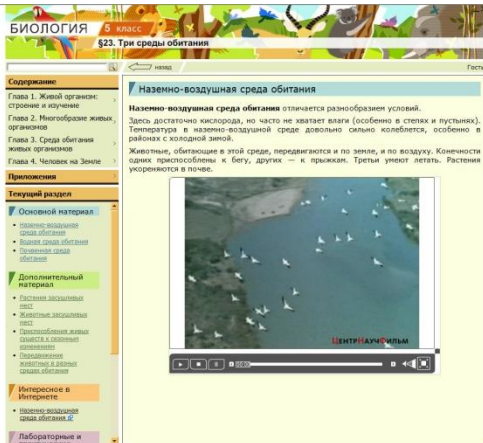 БИОЛОГИЯ 5 класс
§23. Три среды обитания
назад
Гость
Содержание
Глава 1. Живой организм:
строение и изучение
Глава 2. Многообразие живых
организмов
Глава 3. Среда обитания
живых организмов
Глава 4. Человек на Земле
Приложения
Текущий раздел
Основной материал
Наземно-воздушная
среда обитания
Водная среда обитания
Почвенная среда
обитания
Дополнительный
материал
Растения засушливых
мест
Животные засушливых
мест
Приспособления живых
существ к сезонным
изменениям
Передвижение
животных в разных
средах обитания
Интересное в
Интернете
Наземно-воздушная
среда обитания
Лабораторные и
Наземно-воздушная среда обитания
Наземно-воздушная среда обитания отличается разнообразием условий.
Здесь достаточно кислорода, но часто не хватает влаги (особенно в степях и пустынях).
Температура в наземно-воздушной среде довольно сильно колеблется, особенно в
районах с холодной зимой.
Животные, обитающие в этой среде, передвигаются и по земле, и по воздуху. Конечности
одних приспособлены к бегу, других — к прыжкам. Третьи умеют летать. Растения
укореняются в почве.
ЦЕНТРНАУЧФИЛЬМ